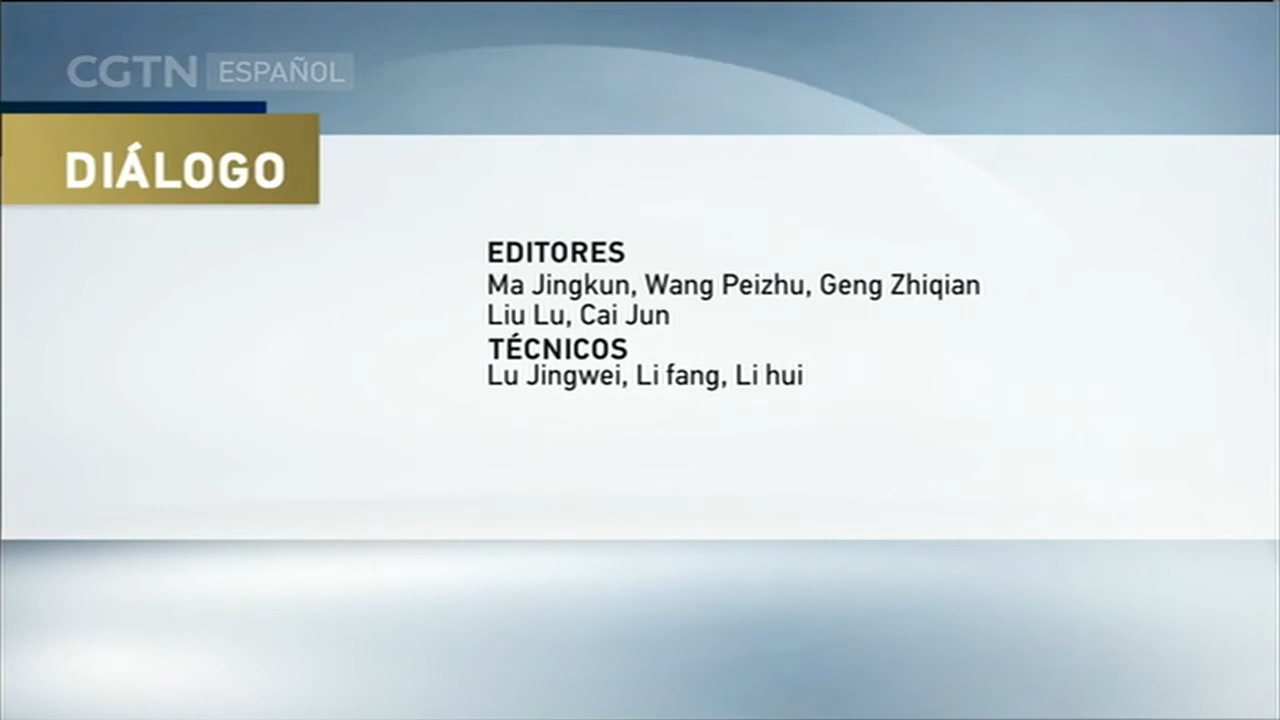 CGTN ESPAÑOL
DIÁLOGO
EDITORES
Ma Jingkun, Wang Peizhu, Geng Zhiqian
Liu Lu, Cai Jun
TÉCNICOS
Lu Jingwei, Li fang, Li hui